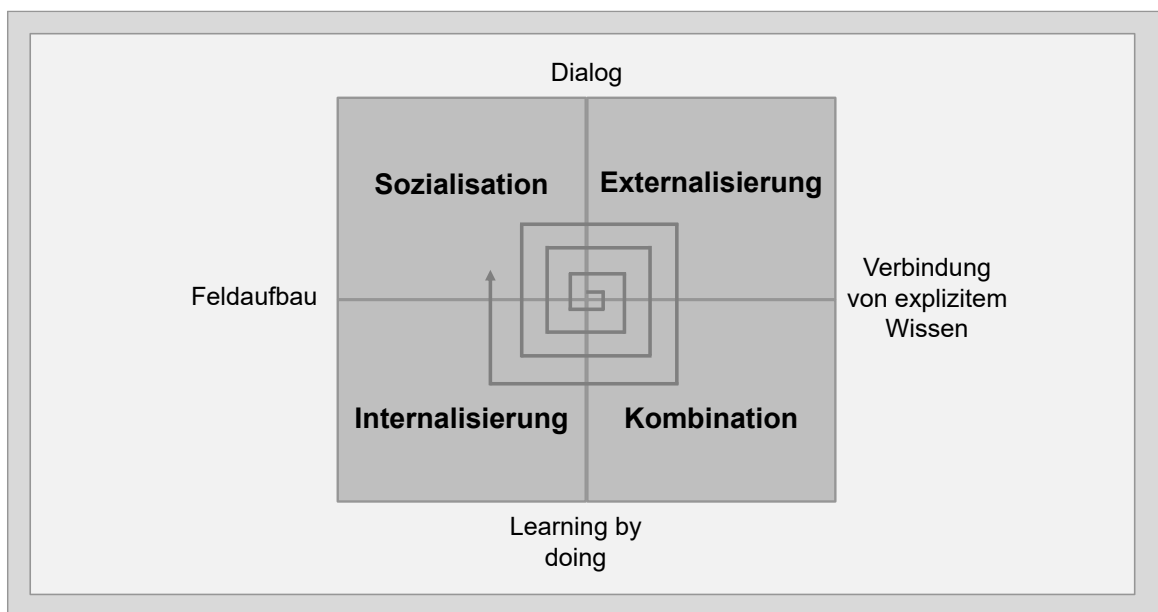 Dialog
Sozialisation
Externalisierung
Feldaufbau
Verbindung
von explizitem
Wissen
Internalisierung
Kombination
Learning by
doing